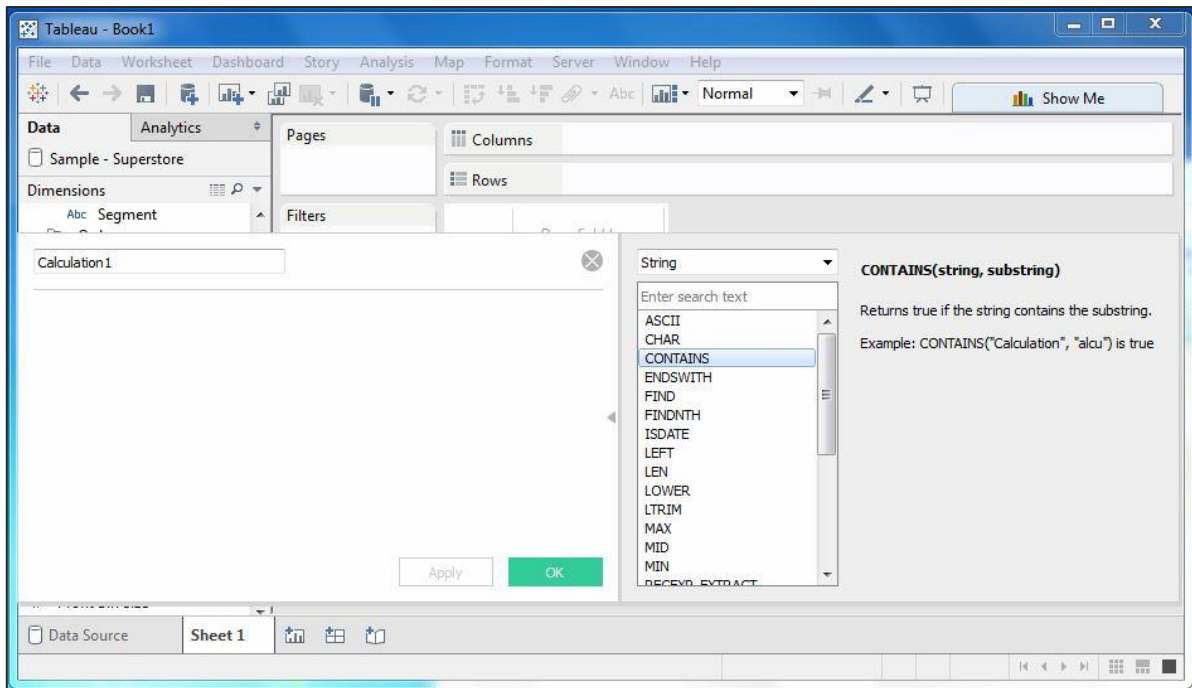 Tableau - Book1
File Data Worksheet Dashboard Story Analysis Map Format Server Window Help
Abc Normal Show Me
Data Analytics Pages Columns
Sample - Superstore
Dimensions Rows
Abc Segment Filters
Calculation1 String CONTAINS(string, substring)
Enter search text Returns true if the string contains the substring.
ASCII
CHAR Example: CONTAINS("Calculation", "alcu") is true
CONTAINS
ENDSWITH
FIND
FINDNTH
ISDATE
LEFT
LEN
LOWER
LTRIM
MAX
MID
MIN
Apply OK
REGEXP_EXTRACT
Data Source Sheet 1